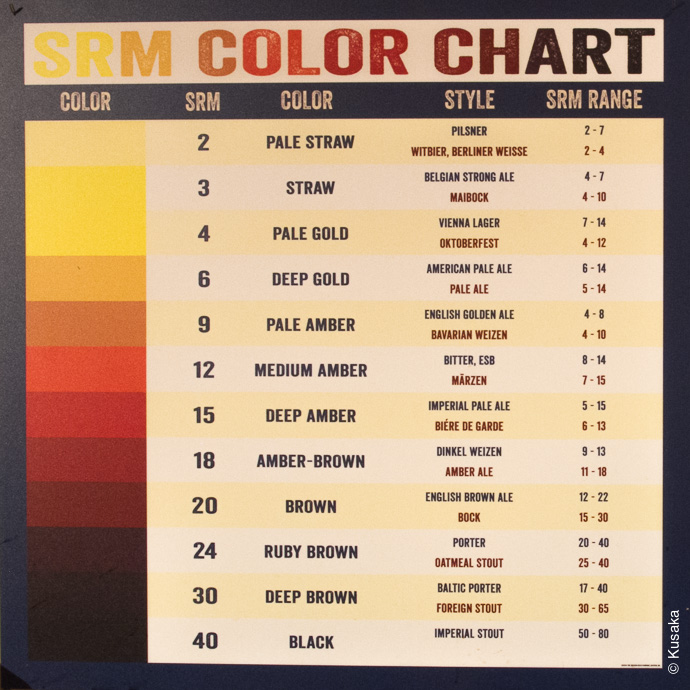 SRM COLOR CHART
COLOR SRM COLOR STYLE SRM RANGE
2 PALE STRAW PILSNER 2 - 7
WITBIER, BERLINER WEISSE 2 - 4
3 STRAW BELGIAN STRONG ALE 4 - 7
MAIBOCK 4 - 10
4 PALE GOLD VIENNA LAGER 7 - 14
OKTOBERFEST 4 - 12
6 DEEP GOLD AMERICAN PALE ALE 6 - 14
PALE ALE 5 - 14
9 PALE AMBER ENGLISH GOLDEN ALE 4 - 8
BAVARIAN WEIZEN 4 - 10
12 MEDIUM AMBER BITTER, ESB 8 - 14
MÄRZEN 7 - 15
15 DEEP AMBER IMPERIAL PALE ALE 5 - 15
BIÉRE DE GARDE 6 - 13
18 AMBER-BROWN DINKEL WEIZEN 9 - 13
AMBER ALE 11 - 18
20 BROWN ENGLISH BROWN ALE 12 - 22
BOCK 15 - 30
24 RUBY BROWN PORTER 20 - 40
OATMEAL STOUT 25 - 40
30 DEEP BROWN BALTIC PORTER 17 - 40
FOREIGN STOUT 30 - 65
40 BLACK IMPERIAL STOUT 50 - 80
© Kusaka